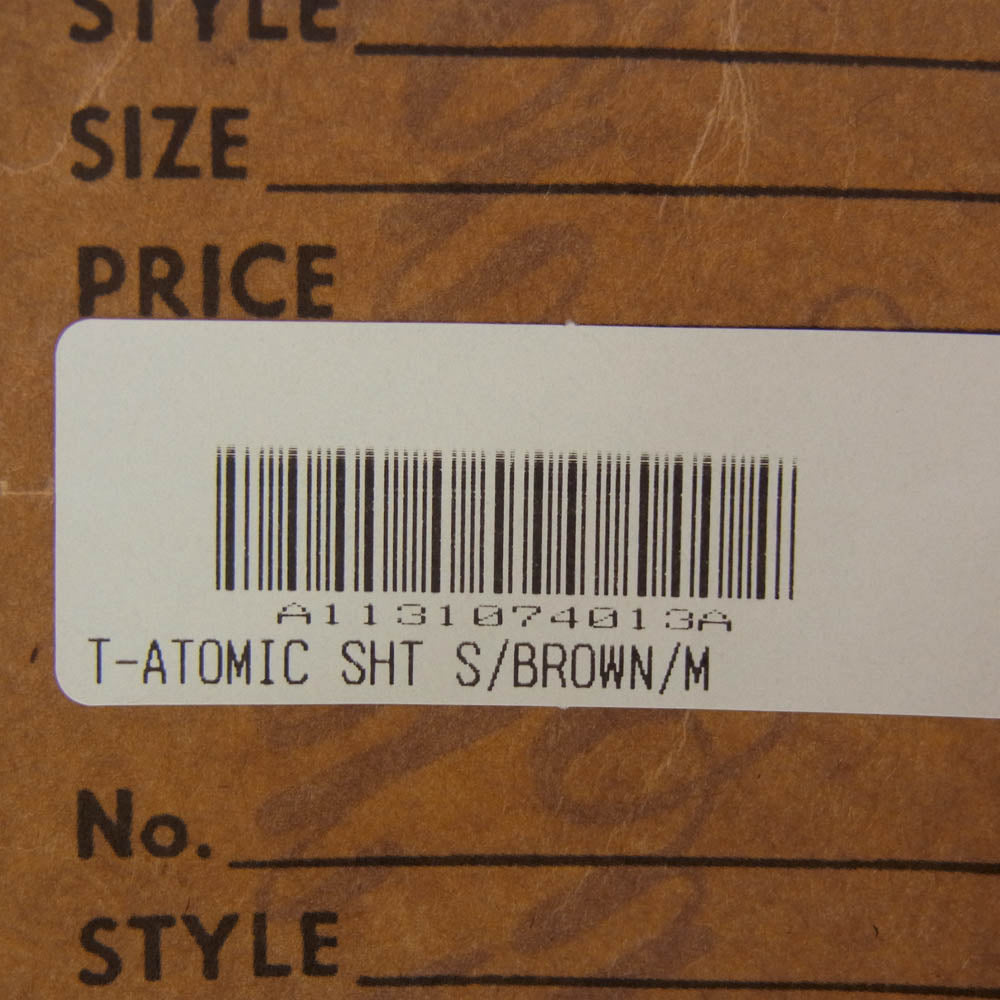 STYLE
SIZE
PRICE
A1131074013A
T-ATOMIC SHT S/BROWN/M
No.
STYLE